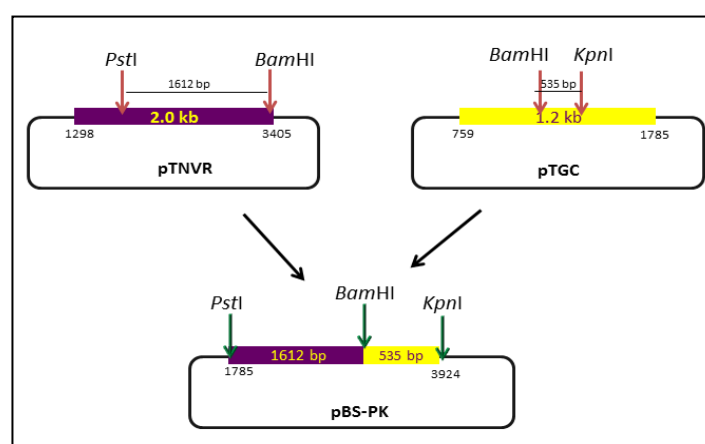 PstI
BamHI
1612 bp
2.0 kb
1298
3405
pTNVR
BamHI
KpnI
535 bp
1.2 kb
759
1785
pTGC
PstI
BamHI
KpnI
1612 bp
535 bp
1785
3924
pBS-PK